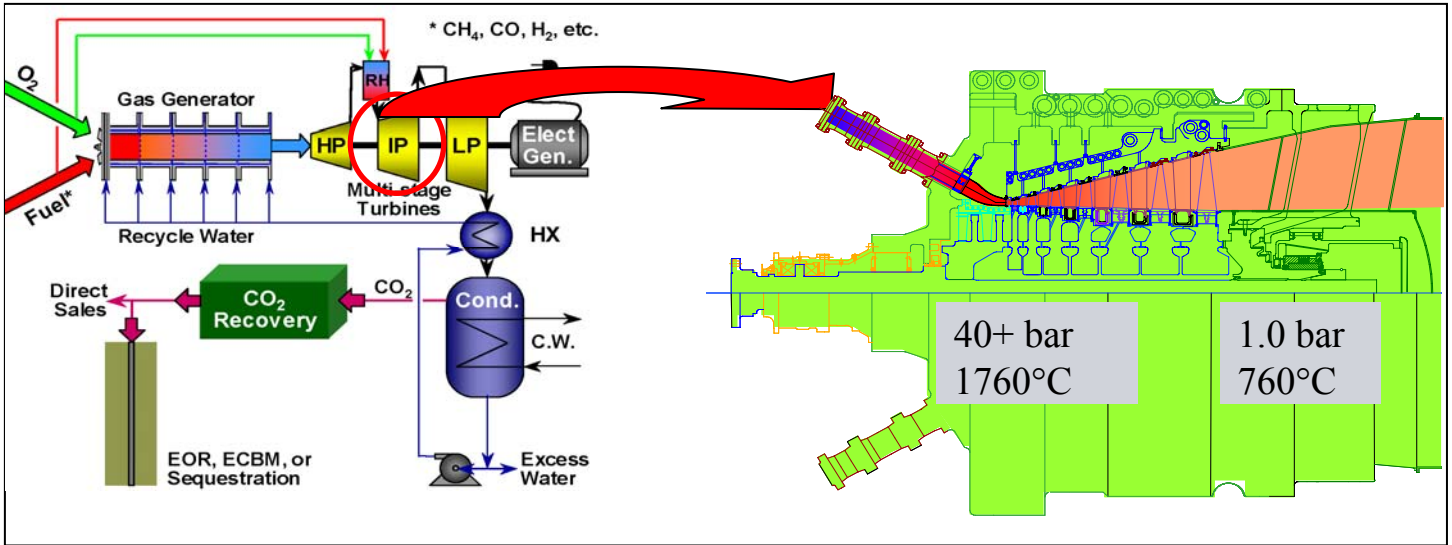 * CH₄, CO, H₂, etc.
O₂
RH
Gas Generator
HP
IP
LP
Elect
Gen.
Fuel*
Multi-stage
Turbines
Recycle Water
HX
Direct
Sales
CO₂
Recovery
CO₂
Cond.
C.W.
EOR, ECBM, or
Sequestration
Excess
Water
40+ bar
1760°C
1.0 bar
760°C